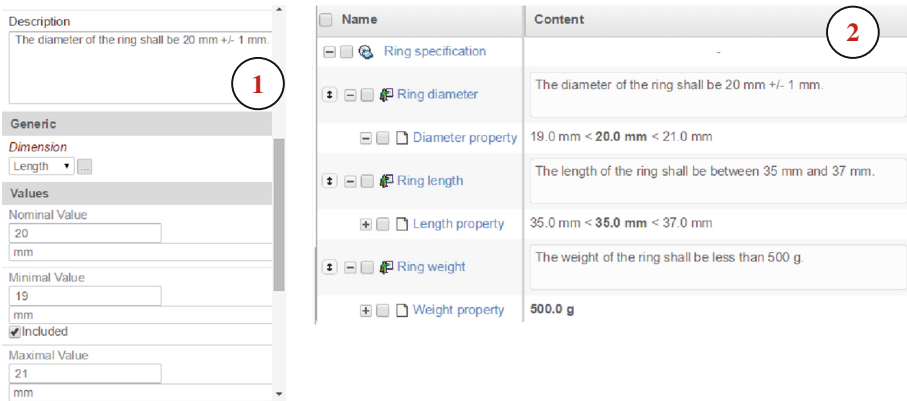 Description
The diameter of the ring shall be 20 mm +/- 1 mm.
1
Generic
Dimension
Length
...
Values
Nominal Value
20
mm
Minimal Value
19
mm
Included
Maximal Value
21
mm
Name Content
2
Ring specification -
Ring diameter The diameter of the ring shall be 20 mm +/- 1 mm.
Diameter property 19.0 mm < 20.0 mm < 21.0 mm
Ring length The length of the ring shall be between 35 mm and 37 mm.
Length property 35.0 mm < 35.0 mm < 37.0 mm
Ring weight The weight of the ring shall be less than 500 g.
Weight property 500.0 g